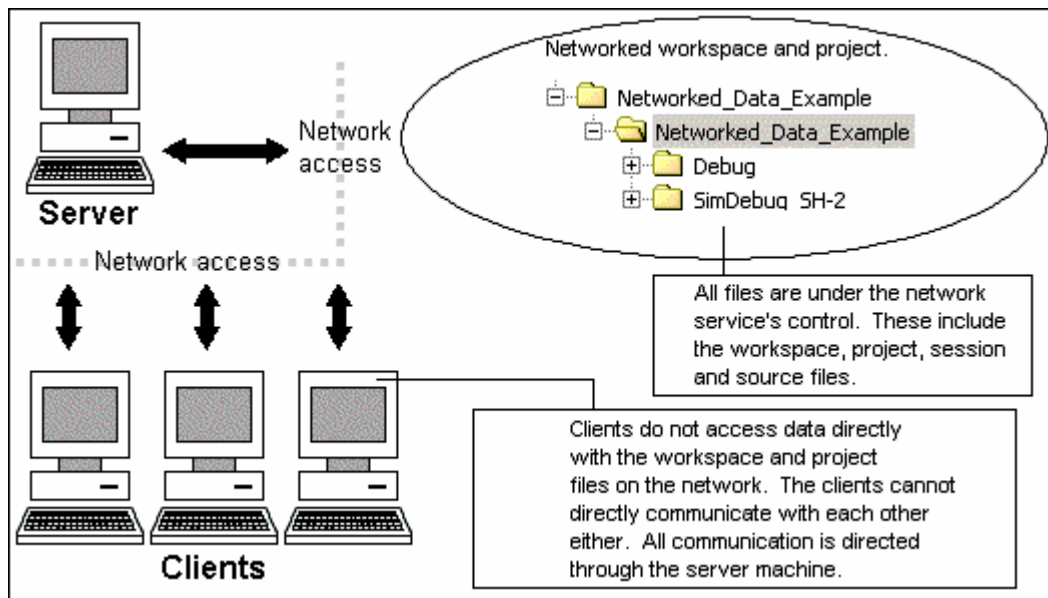 Networked workspace and project.
Networked_Data_Example
Networked_Data_Example
Debug
SimDebug_SH-2
Network
access
Server
Network access
All files are under the network
service's control. These include
the workspace, project, session
and source files.
Clients do not access data directly
with the workspace and project
files on the network. The clients cannot
directly communicate with each other
either. All communication is directed
through the server machine.
Clients